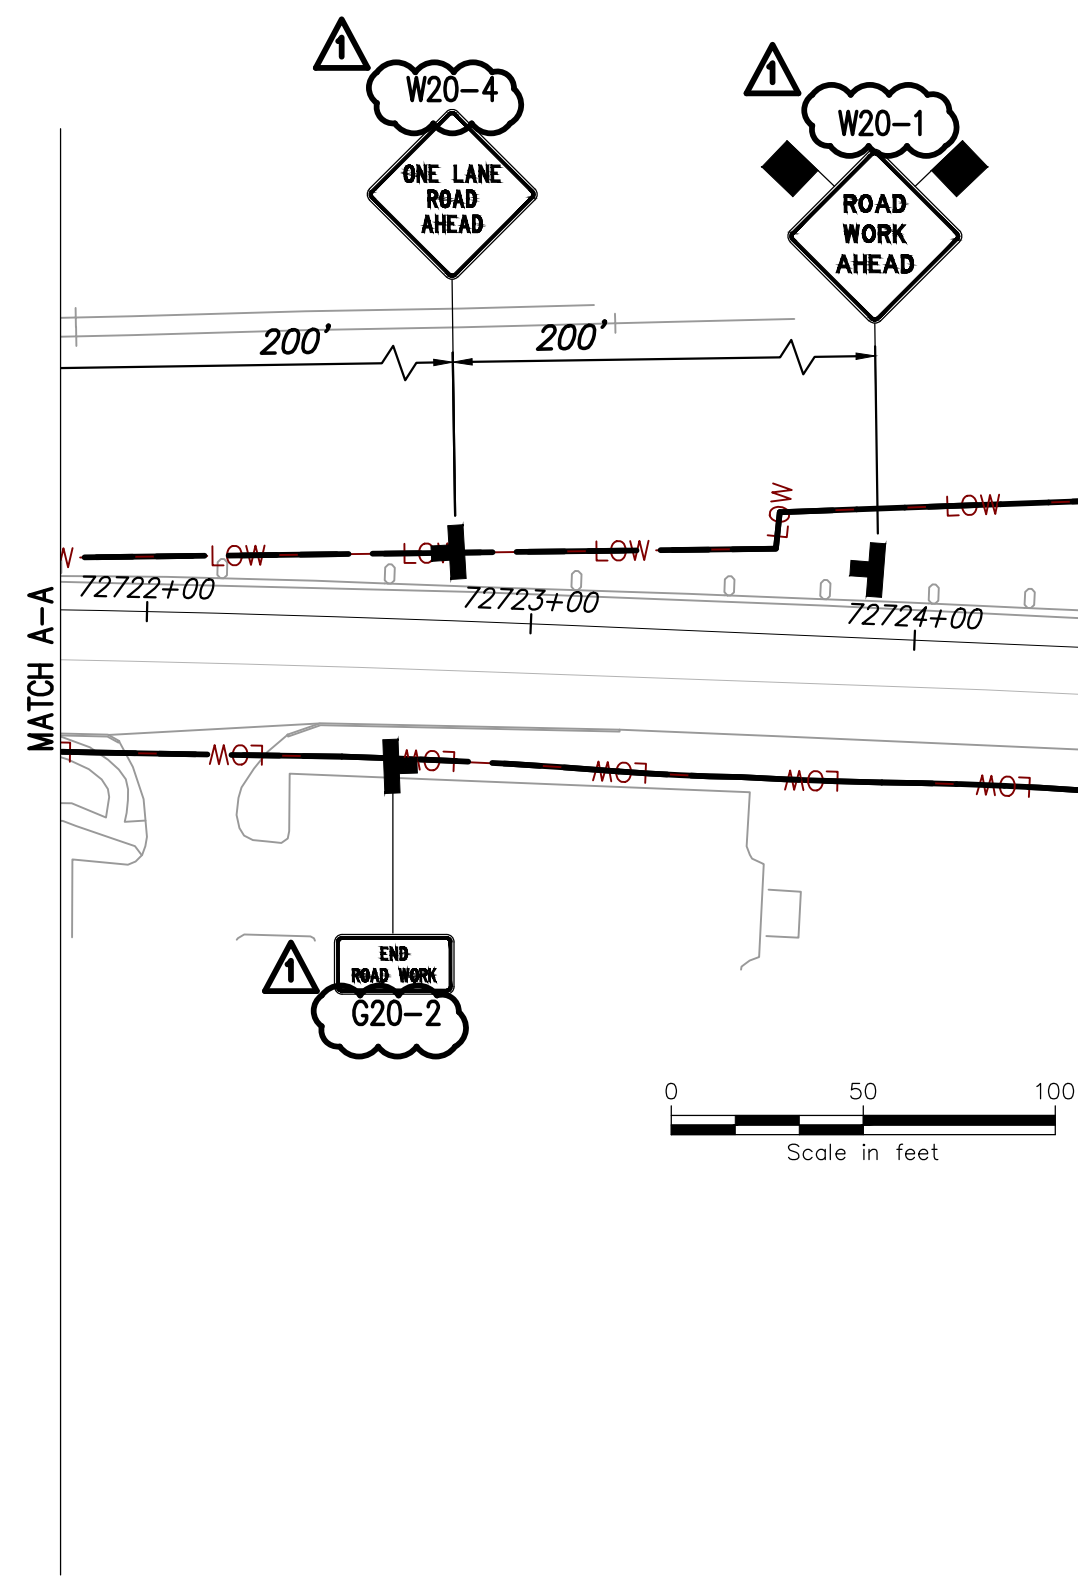 1
W20-4
1
W20-1
ONE LANE
ROAD
AHEAD
ROAD
WORK
AHEAD
200'
200'
LOW
LOW
W
LOW
LOW
LOW
72722+00
72723+00
72724+00
MATCH A-A
L
LOW
LOW
LOW
LOW
LOW
END
ROAD WORK
1
G20-2
0 50 100
Scale in feet